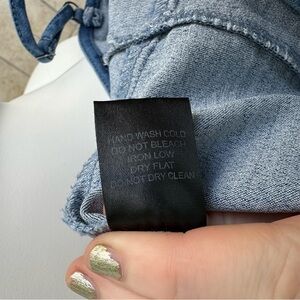 HAND WASH COLD
DO NOT BLEACH
IRON LOW
DRY FLAT
DO NOT DRY CLEAN